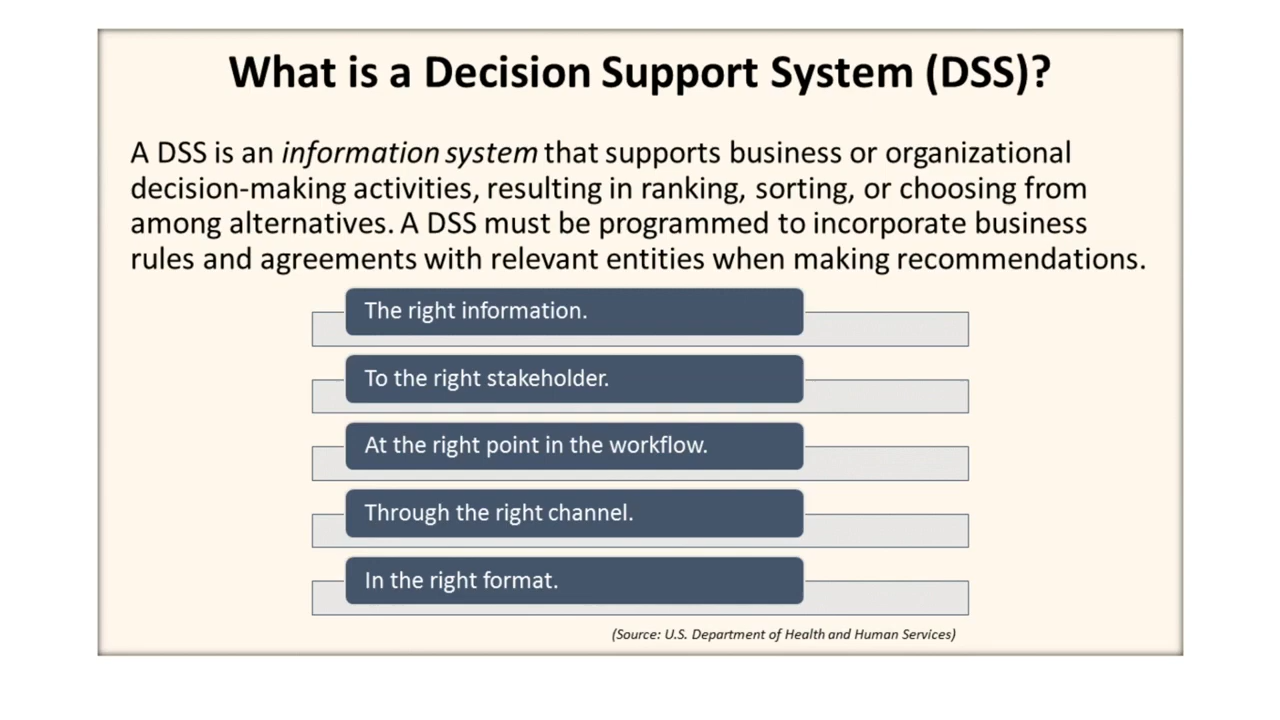 What is a Decision Support System (DSS)?
A DSS is an information system that supports business or organizational
decision-making activities, resulting in ranking, sorting, or choosing from
among alternatives. A DSS must be programmed to incorporate business
rules and agreements with relevant entities when making recommendations.
The right information.
To the right stakeholder.
At the right point in the workflow.
Through the right channel.
In the right format.
(Source: U.S. Department of Health and Human Services)